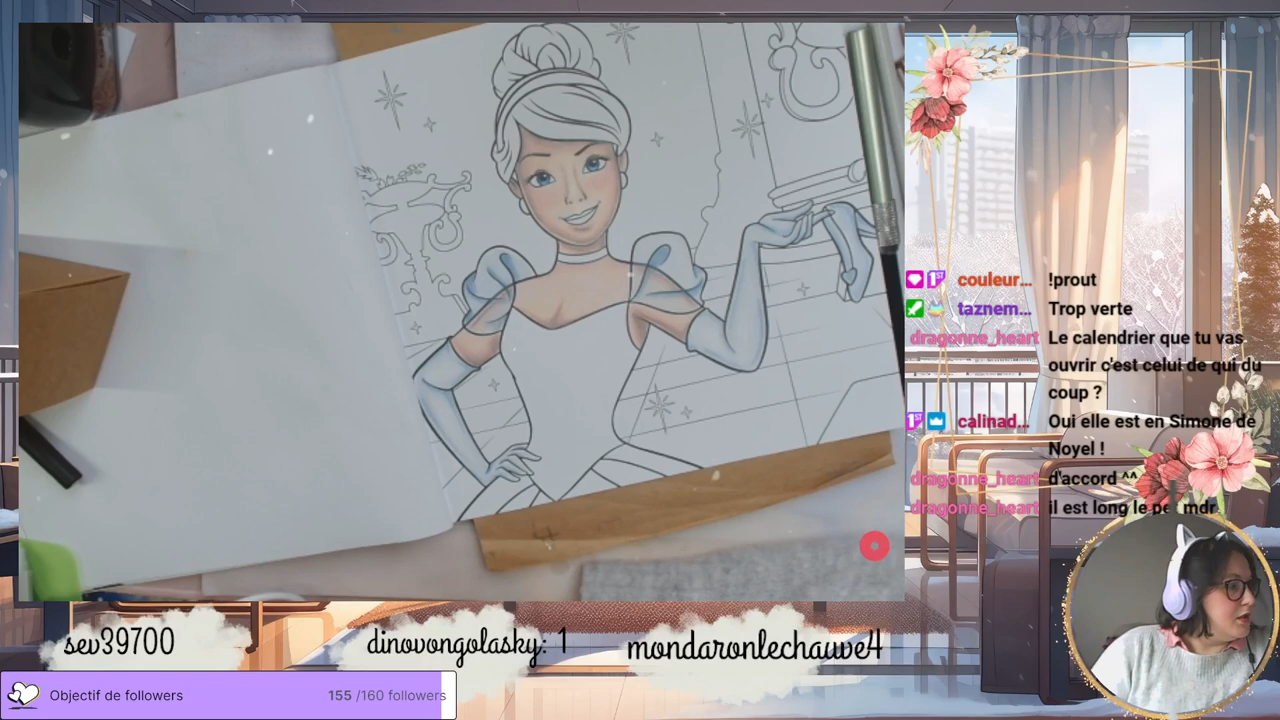 couleur... !prout
taznem... Trop verte
dragonne_heart Le calendrier que tu vas
ouvrir c'est celui de qui du
coup ?
calinad... Oui elle est en Simone de
Noyel !
dragonne_heart d'accord ^^
dragonne_heart il est long le mdr
sev39700
dinovongolasky: 1
mondaronlechauve4
Objectif de followers 155 /160 followers